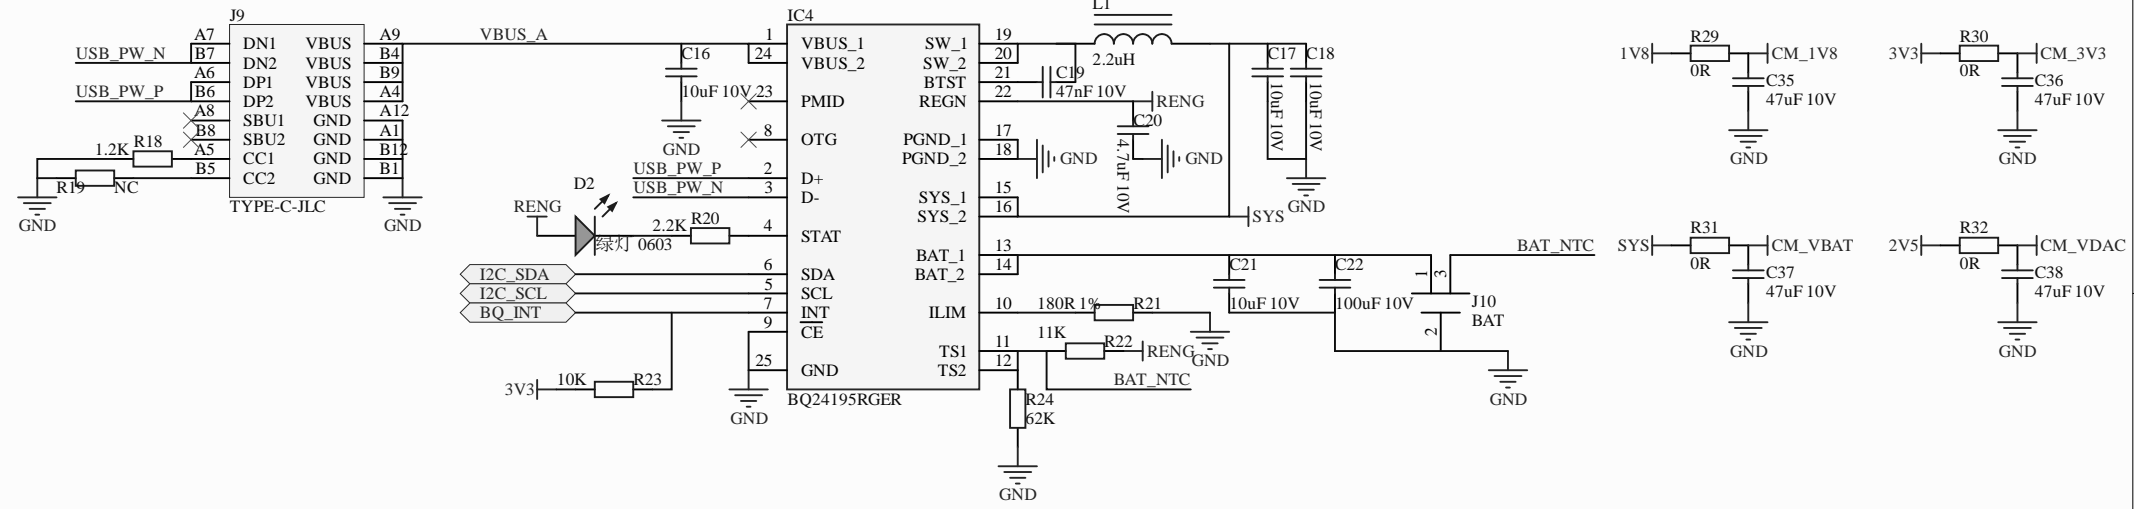 J9
USB_PW_N
USB_PW_P
A7
B7
A6
B6
A8
B8
A5
B5
DN1
DN2
DP1
DP2
SBU1
SBU2
CC1
CC2
VBUS
VBUS
VBUS
VBUS
GND
GND
GND
GND
A9
B4
B9
A4
A12
A1
B12
B1
TYPE-C-JLC
1.2K
R18
R19
NC
GND
GND
VBUS_A
C16
10uF 10V
GND
IC4
1
24
23
8
2
3
4
6
5
7
9
25
VBUS_1
VBUS_2
PMID
OTG
D+
D-
STAT
SDA
SCL
INT
CE
GND
SW_1
SW_2
BTST
REGN
PGND_1
PGND_2
SYS_1
SYS_2
BAT_1
BAT_2
ILIM
TS1
TS2
19
20
21
22
17
18
15
16
13
14
10
11
12
BQ24195RGER
USB_PW_P
USB_PW_N
D2
RENG
绿灯 0603
2.2K
R20
I2C_SDA
I2C_SCL
BQ_INT
3V3
10K
R23
GND
L1
2.2uH
C19
47nF 10V
RENG
C20
4.7uF 10V
GND
GND
C17
10uF 10V
C18
10uF 10V
GND
SYS
C21
10uF 10V
C22
100uF 10V
180R 1%
R21
GND
11K
R22
RENG
BAT_NTC
R24
62K
GND
BAT_NTC
1
3
2
J10
BAT
GND
1V8
R29
0R
CM_1V8
C35
47uF 10V
GND
3V3
R30
0R
CM_3V3
C36
47uF 10V
GND
SYS
R31
0R
CM_VBAT
C37
47uF 10V
GND
2V5
R32
0R
CM_VDAC
C38
47uF 10V
GND